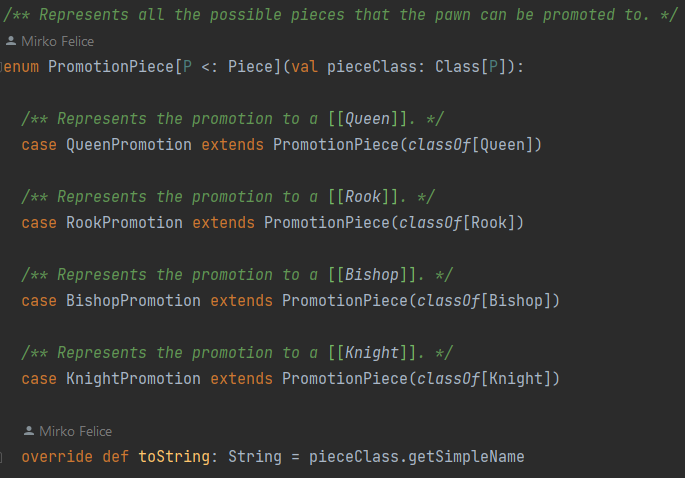 /** Represents all the possible pieces that the pawn can be promoted to. */
Mirko Felice
enum PromotionPiece[P <: Piece](val pieceClass: Class[P]):
/** Represents the promotion to a [[Queen]]. */
case QueenPromotion extends PromotionPiece(classOf[Queen])
/** Represents the promotion to a [[Rook]]. */
case RookPromotion extends PromotionPiece(classOf[Rook])
/** Represents the promotion to a [[Bishop]]. */
case BishopPromotion extends PromotionPiece(classOf[Bishop])
/** Represents the promotion to a [[Knight]]. */
case KnightPromotion extends PromotionPiece(classOf[Knight])
Mirko Felice
override def toString: String = pieceClass.getSimpleName